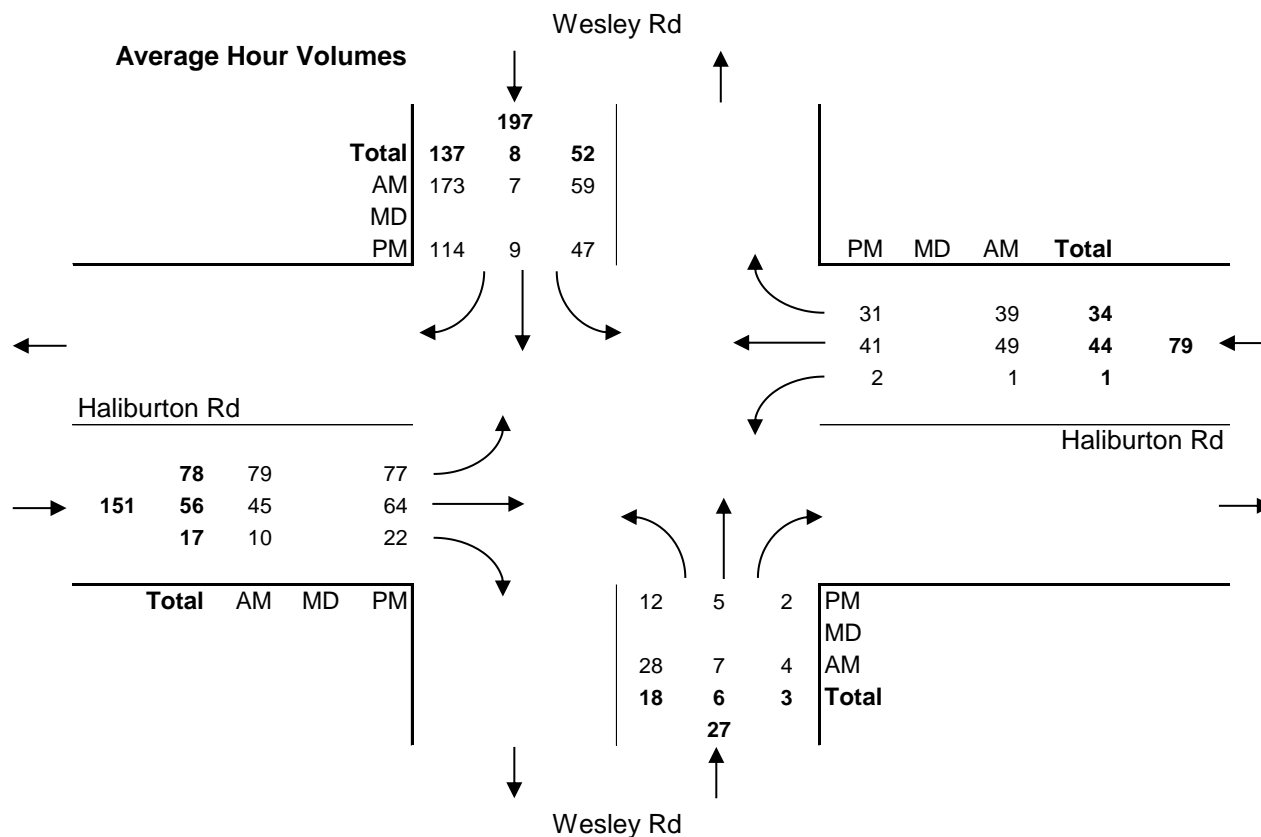 Wesley Rd
Average Hour Volumes
197
Total 137 8 52
AM 173 7 59
MD
PM 114 9 47
PM MD AM Total
31 39 34
41 49 44 79
2 1 1
Haliburton Rd
Haliburton Rd
78 79 77
151 56 45 64
17 10 22
Total AM MD PM
12 5 2 PM
MD
28 7 4 AM
18 6 3 Total
27
Wesley Rd